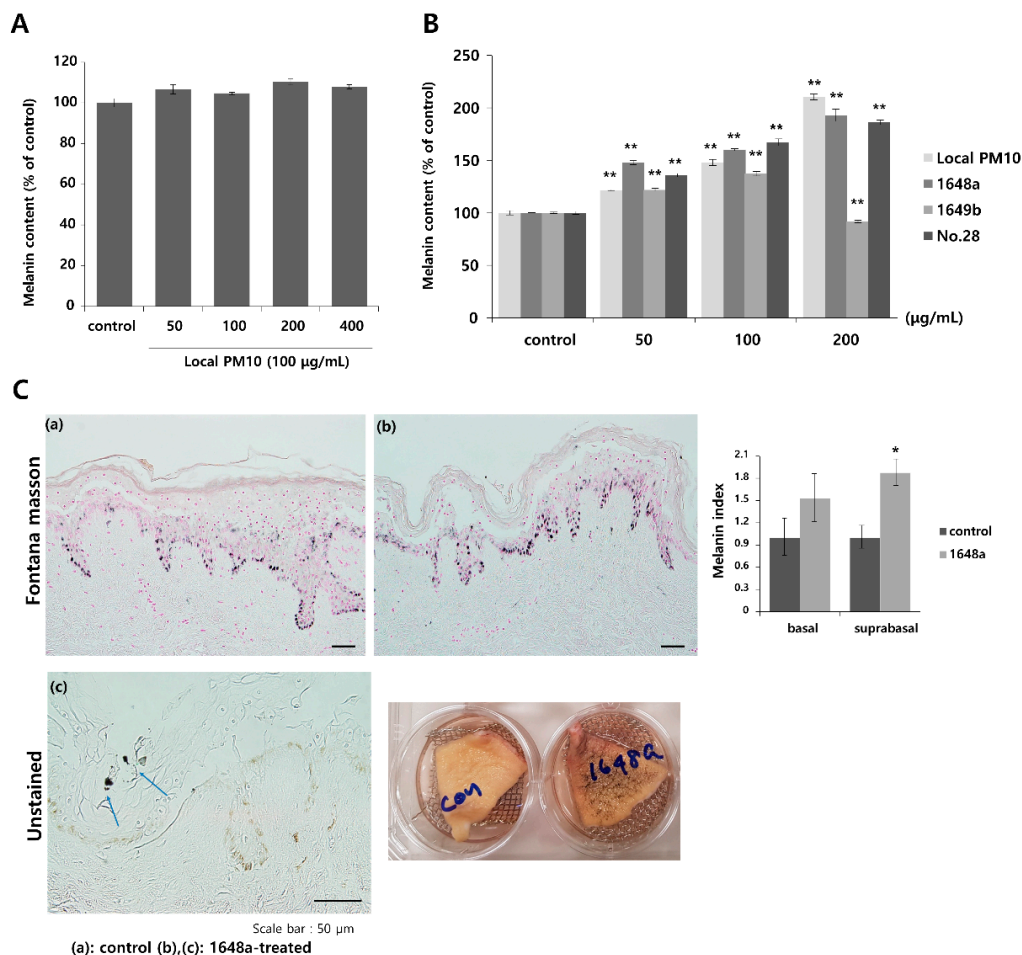 A
Melanin content (% of control)
120
100
80
60
40
20
0
control 50 100 200 400
Local PM10 (100 μg/mL)
B
Melanin content (% of control)
250
200
150
100
50
0
** ** ** **
** ** ** **
** ** ** **
control 50 100 200 (μg/mL)
Local PM10
1648a
1649b
No.28
C
Fontana masson
(a)
(b)
Melanin index
2.1
1.8
1.5
1.2
0.9
0.6
0.3
0
*
basal suprabasal
control
1648a
Unstained
(c)
con
1648a
Scale bar : 50 μm
(a): control (b),(c): 1648a-treated